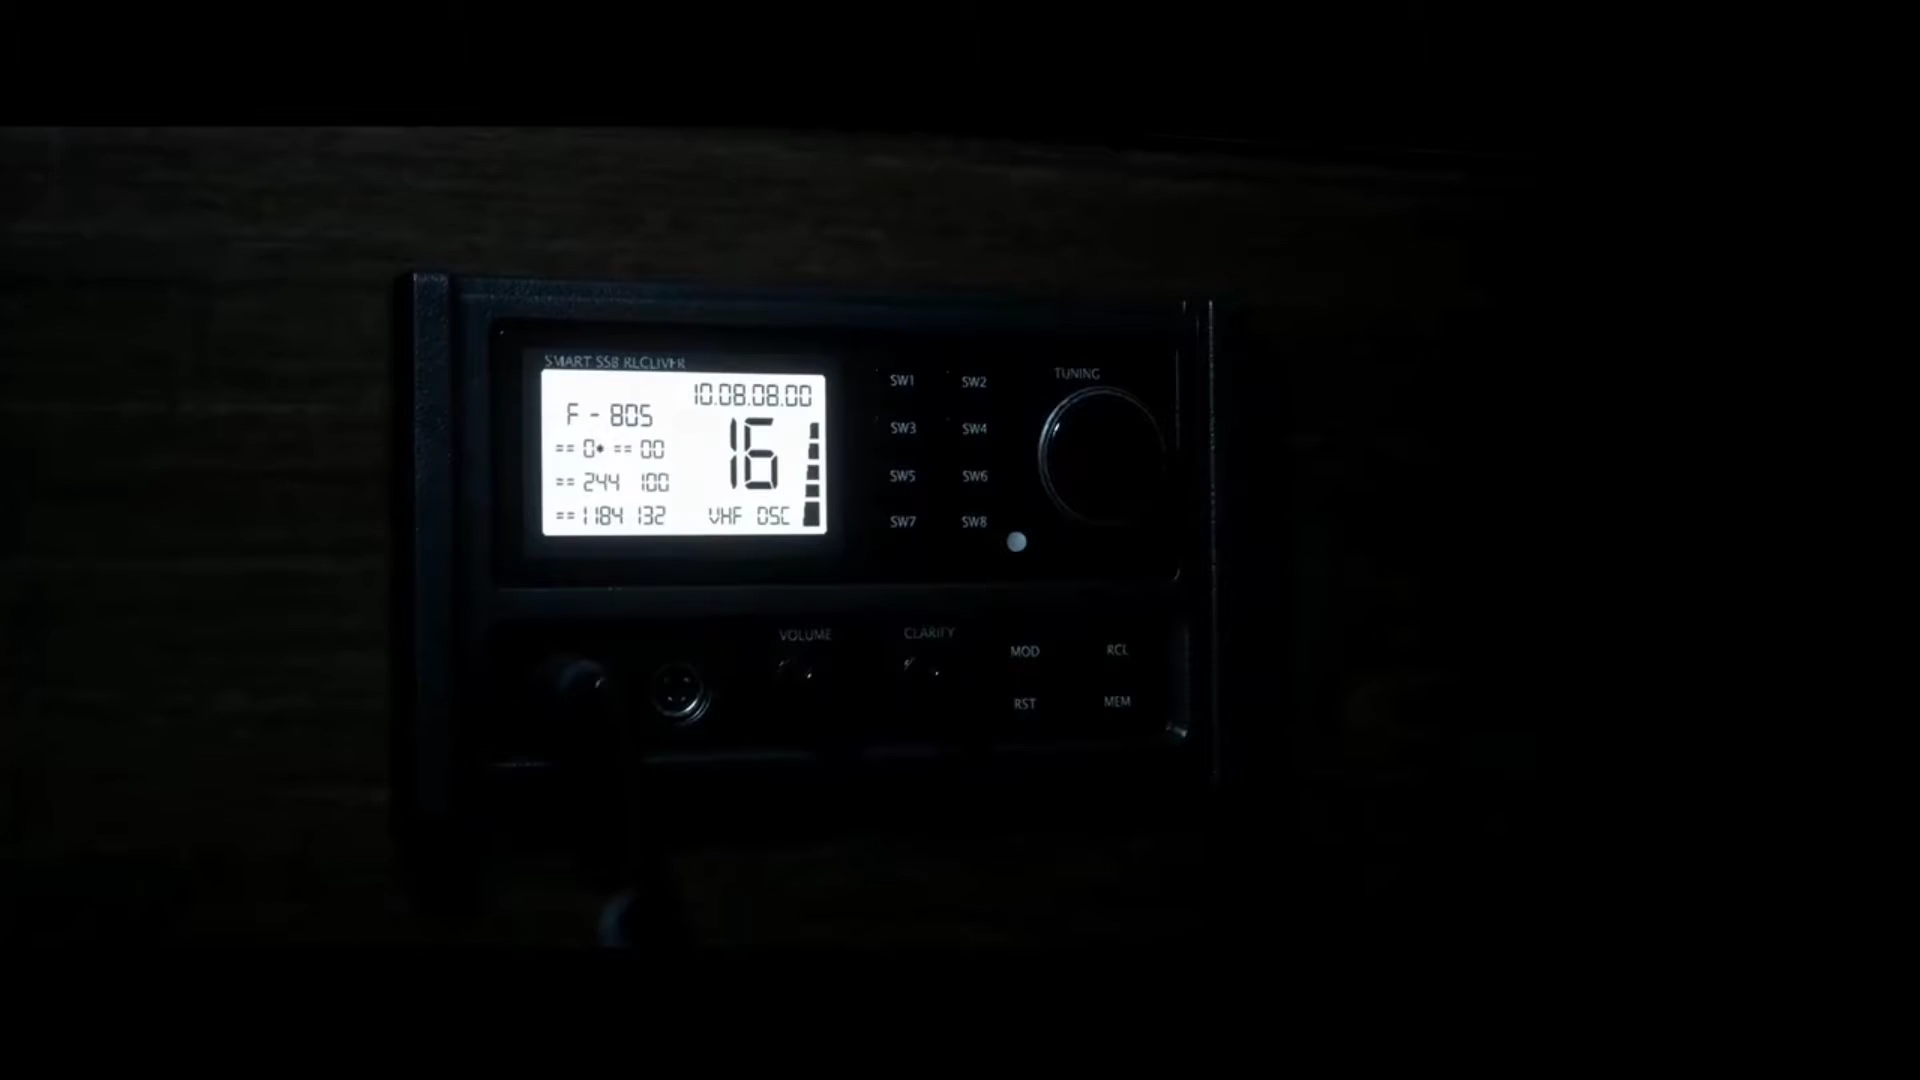 SMART SSB RECEIVER
10.08.08.00
F - 805
== 0* == 00
16
== 244 100
== 1184 132
VHF DSC
SW1 SW2
SW3 SW4
SW5 SW6
SW7 SW8
TUNING
VOLUME
CLARIFY
MOD RCL
RST MEM